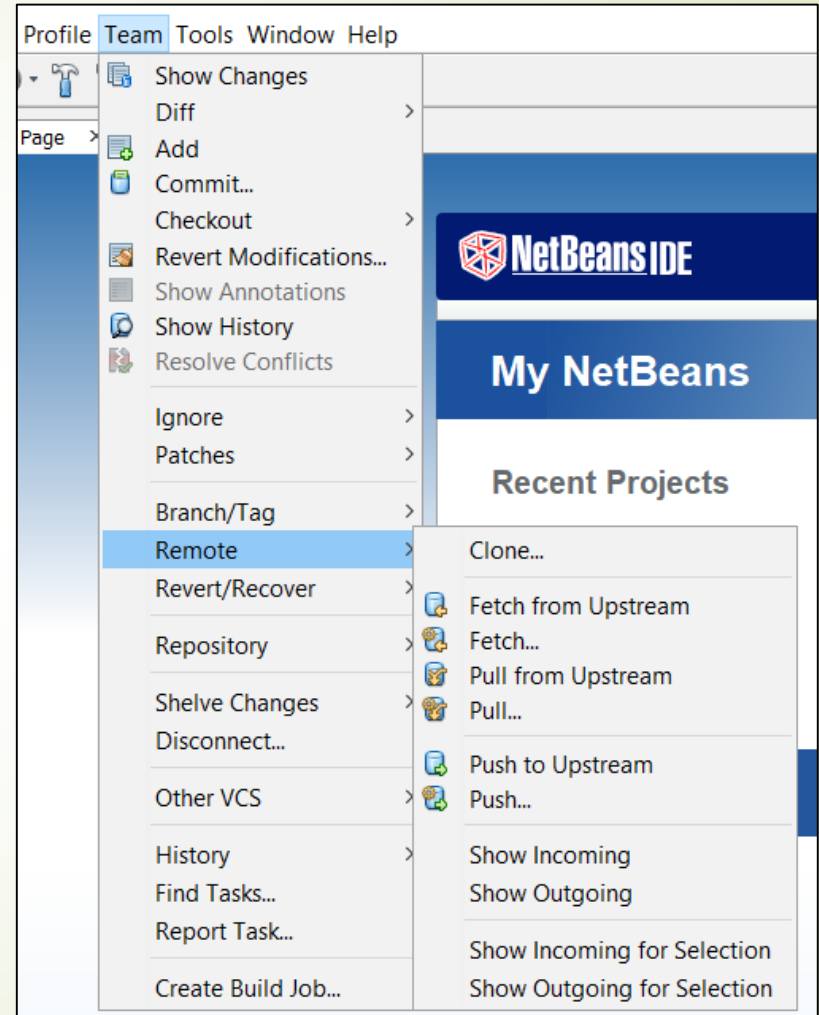 Profile Team Tools Window Help
Page
Show Changes
Diff
Add
Commit...
Checkout
Revert Modifications...
Show Annotations
Show History
Resolve Conflicts
Ignore
Patches
Branch/Tag
Remote
Revert/Recover
Repository
Shelve Changes
Disconnect...
Other VCS
History
Find Tasks...
Report Task...
Create Build Job...
NetBeans IDE
My NetBeans
Recent Projects
Clone...
Fetch from Upstream
Fetch...
Pull from Upstream
Pull...
Push to Upstream
Push...
Show Incoming
Show Outgoing
Show Incoming for Selection
Show Outgoing for Selection